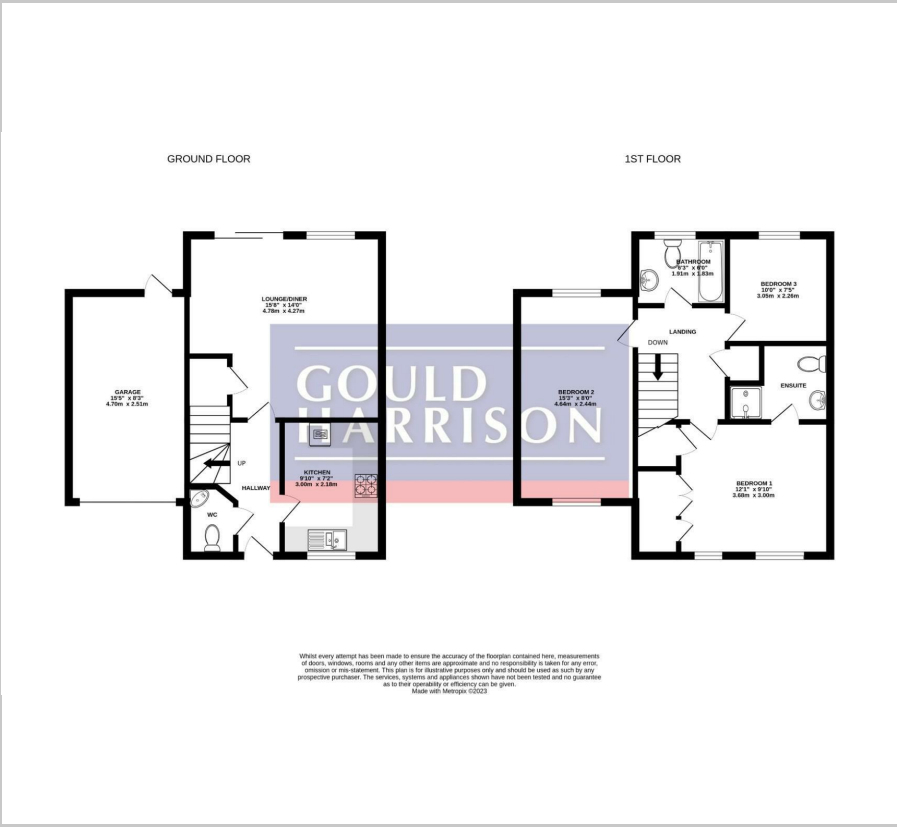 GROUND FLOOR
1ST FLOOR
LOUNGE/DINER
15'8" x 14'0"
4.78m x 4.27m
GARAGE
15'5" x 8'3"
4.70m x 2.51m
UP
HALLWAY
KITCHEN
9'10" x 7'2"
3.00m x 2.18m
WC
BATHROOM
6'3" x 6'0"
1.91m x 1.83m
BEDROOM 3
10'0" x 7'5"
3.05m x 2.26m
LANDING
DOWN
ENSUITE
BEDROOM 2
15'3" x 8'0"
4.64m x 2.44m
BEDROOM 1
12'1" x 9'10"
3.68m x 3.00m
GOULD
HARRISON
Whilst every attempt has been made to ensure the accuracy of the floorplan contained here, measurements
of doors, windows, rooms and any other items are approximate and no responsibility is taken for any error,
omission or mis-statement. This plan is for illustrative purposes only and should be used as such by any
prospective purchaser. The services, systems and appliances shown have not been tested and no guarantee
as to their operability or efficiency can be given.
Made with Metropix ©2023